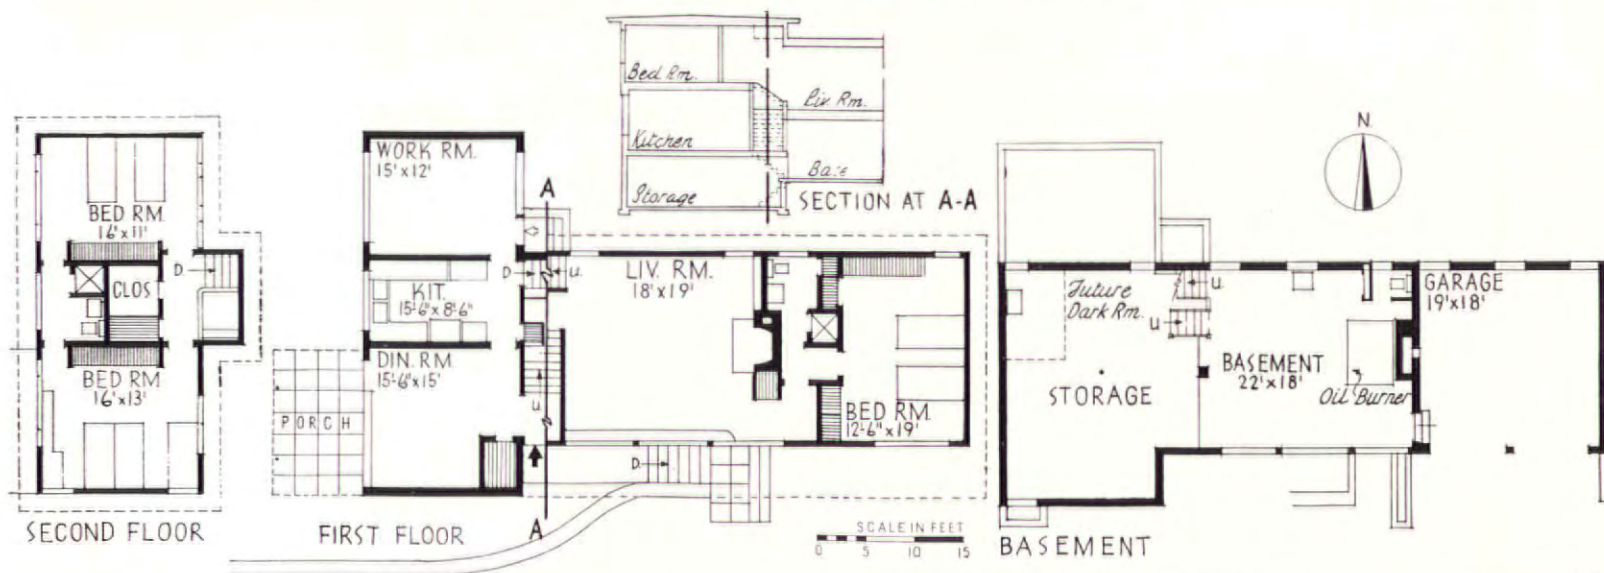 BED RM.
16'x11'
D.
CLOS
BED RM
16'x13'
SECOND FLOOR
WORK RM.
15'x12'
KIT.
15'-6"x8'-6"
DIN. RM.
15'-6"x15'
PORCH
D
U.
U
A
A
LIV. RM.
18'x19'
BED RM.
12'-6"x19'
D.
FIRST FLOOR
SCALE IN FEET
0 5 10 15
Bed Rm.
Liv. Rm.
Kitchen
Base
Storage
SECTION AT A-A
N
Future
Dark Rm.
U
U
STORAGE
BASEMENT
22'x18'
Oil Burner
GARAGE
19'x18'
BASEMENT